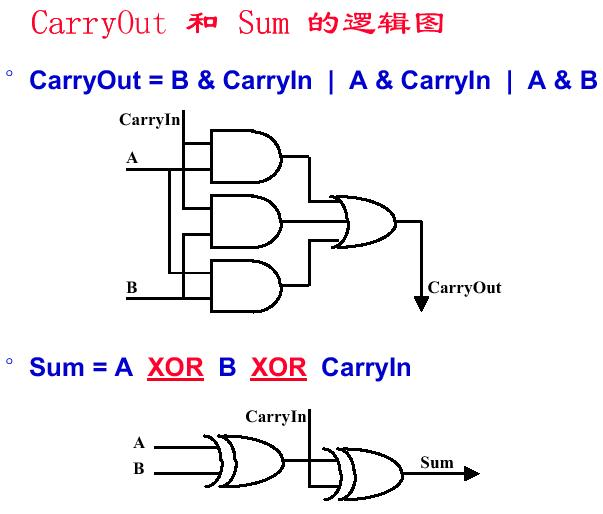 CarryOut 和 Sum 的逻辑图
° CarryOut = B & CarryIn | A & CarryIn | A & B
CarryIn
A
B
CarryOut
° Sum = A XOR B XOR CarryIn
CarryIn
A
B
Sum